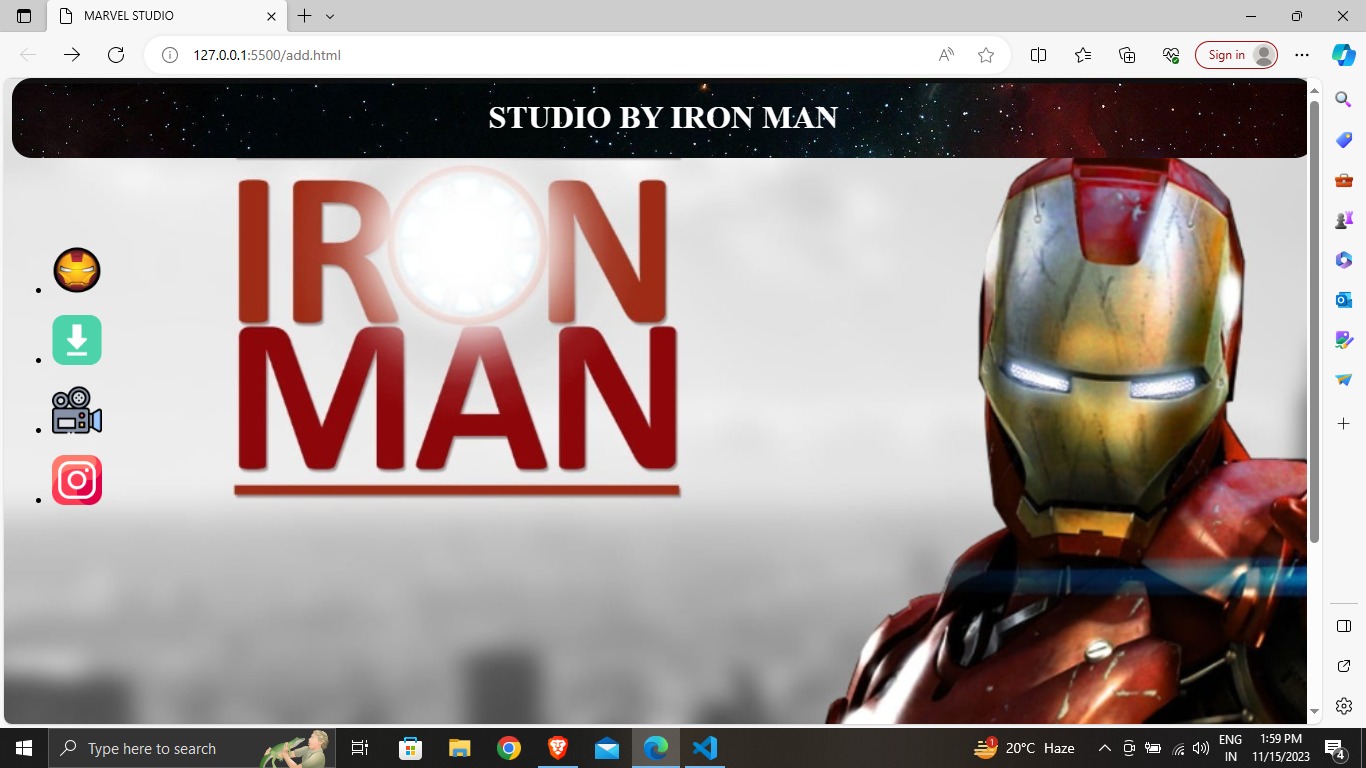 MARVEL STUDIO
127.0.0.1:5500/add.html
Sign in
STUDIO BY IRON MAN
IRON
MAN
Type here to search
1
20°C Haze
ENG
IN
1:59 PM
11/15/2023
4